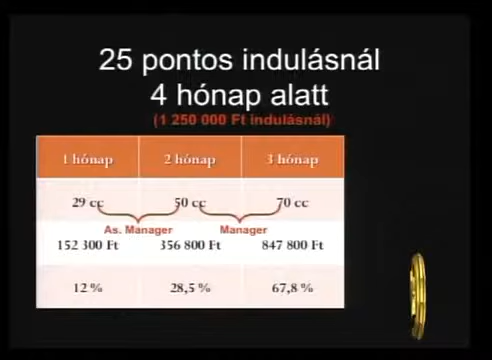 25 pontos indulásnál
4 hónap alatt
(1 250 000 Ft indulásnál)
1 hónap 2 hónap 3 hónap
29 cc 50 cc 70 cc
As. Manager Manager
152 300 Ft 356 800 Ft 847 800 Ft
12 % 28,5 % 67,8 %